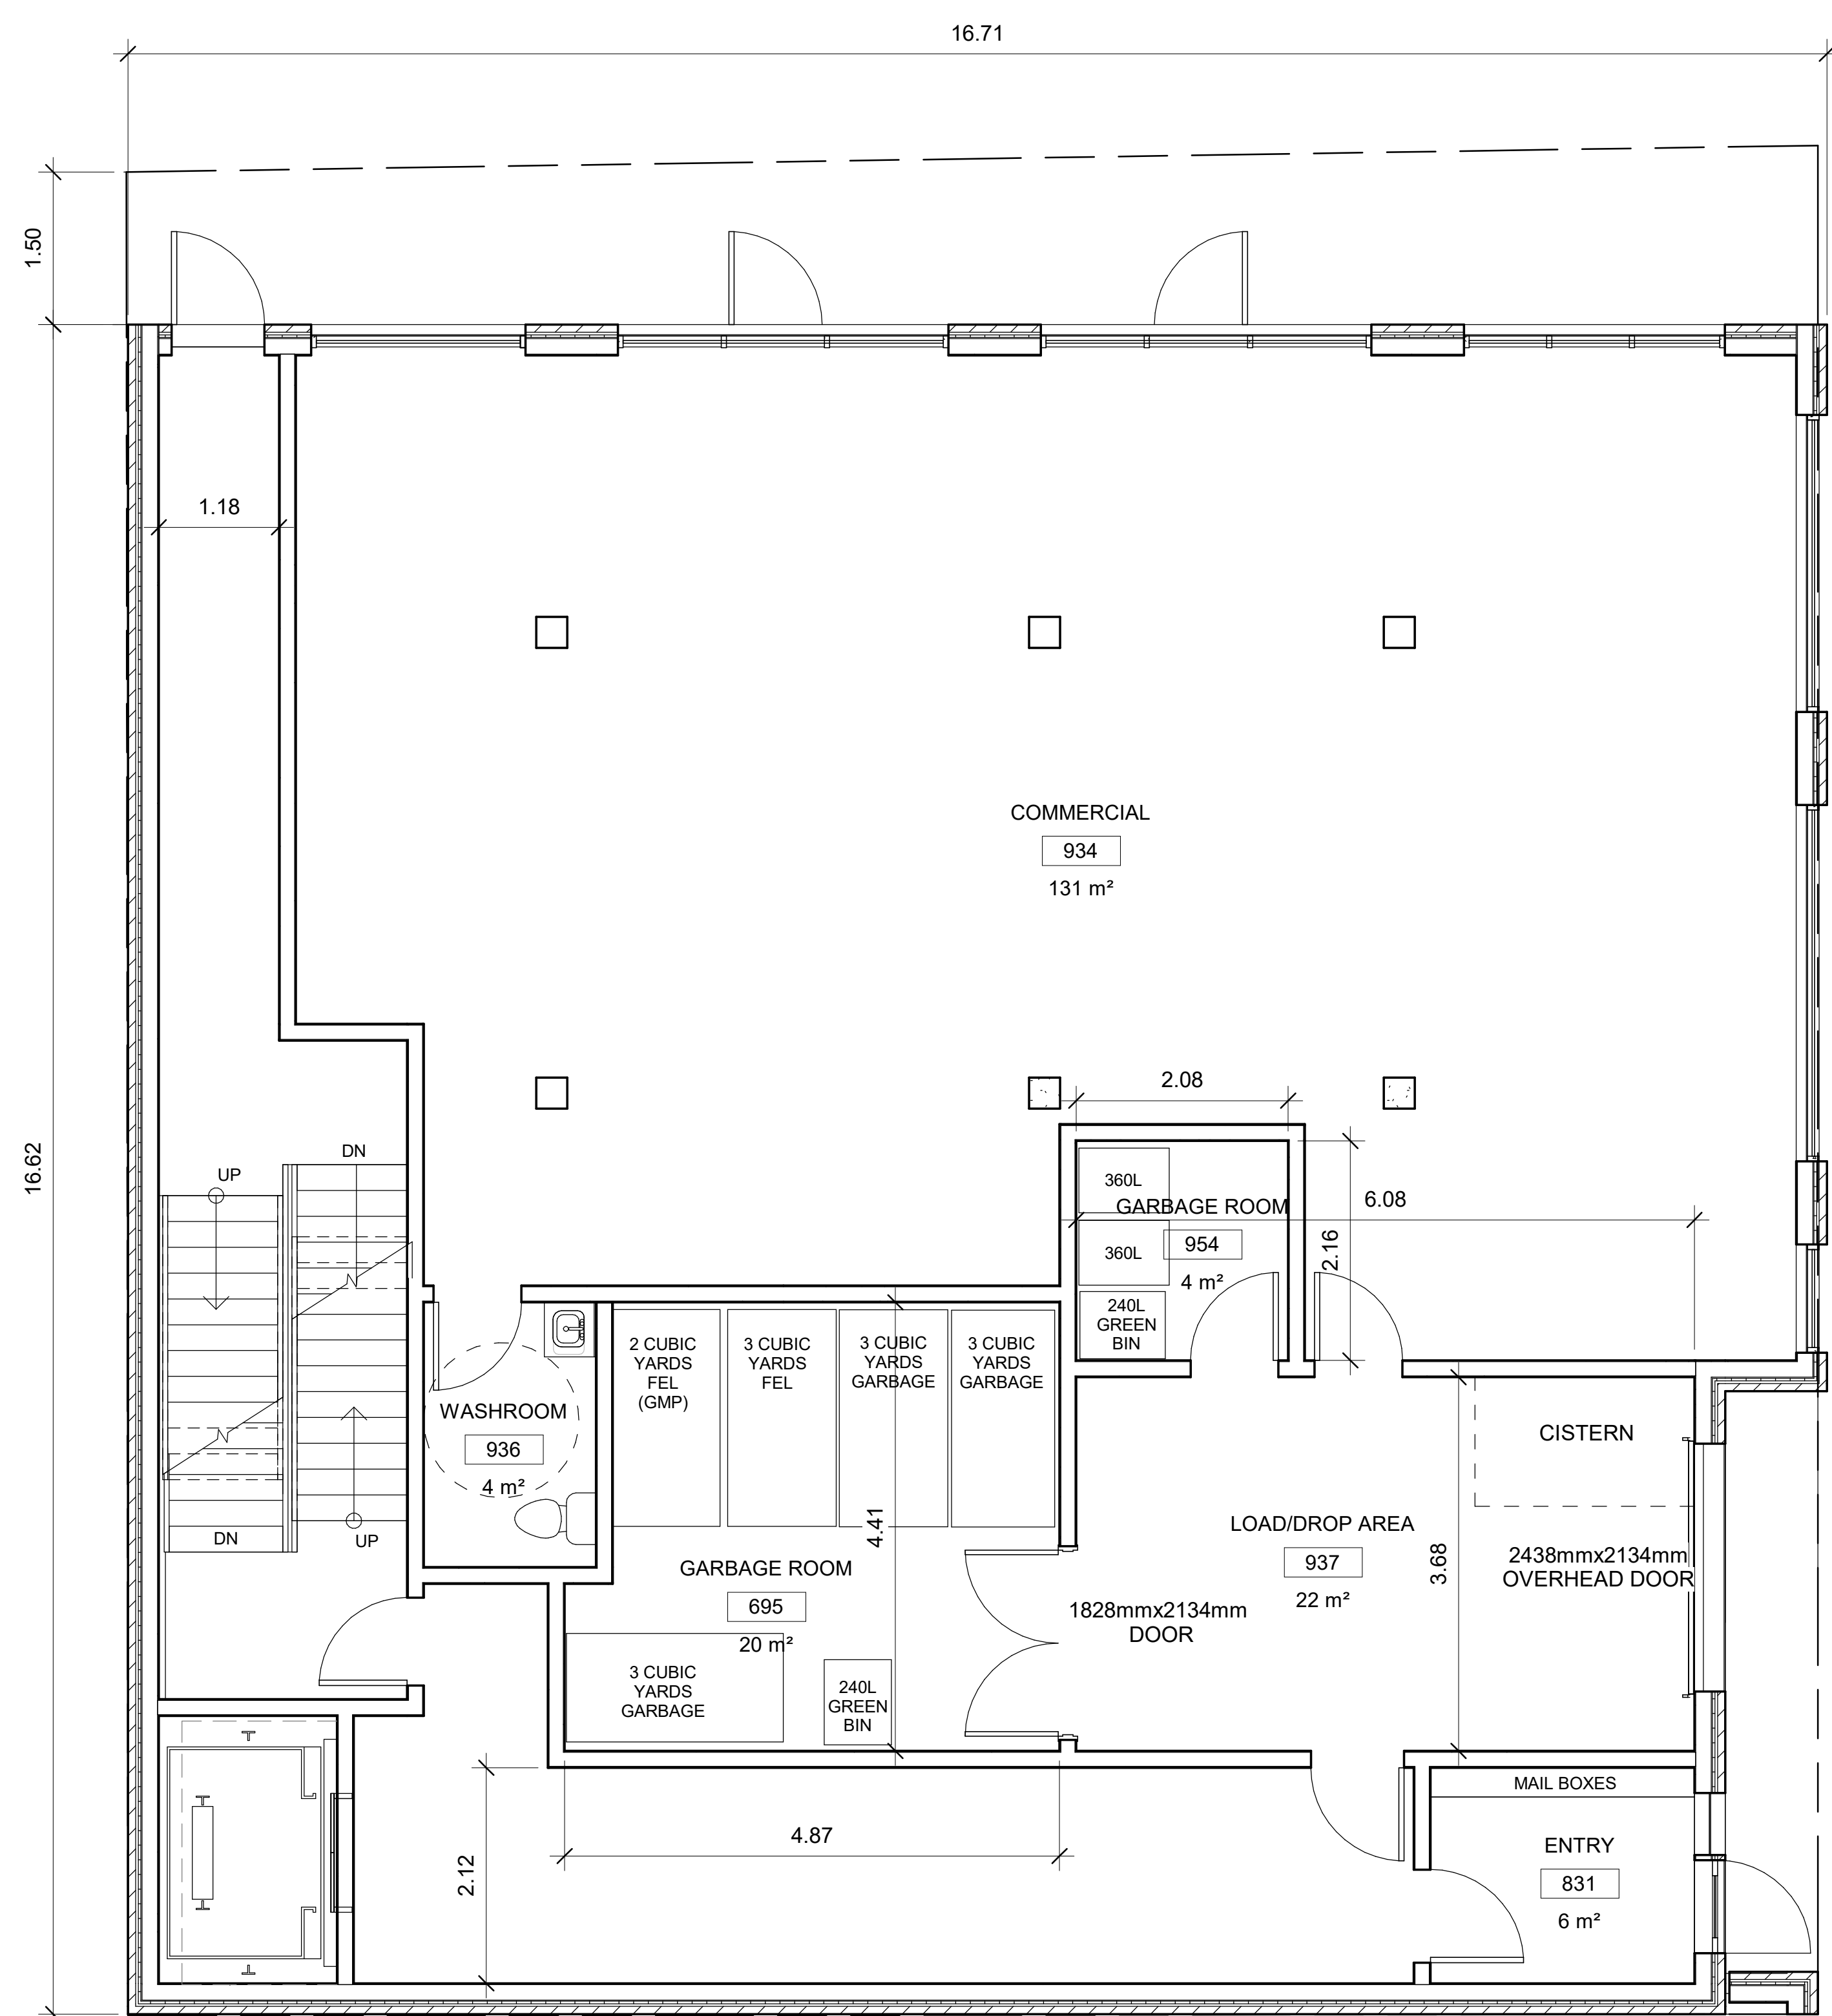 16.71
1.50
1.18
COMMERCIAL
934
131 m²
2.08
16.62
DN
UP
360L
GARBAGE ROOM
6.08
954
360L
2.16
4 m²
240L
GREEN
BIN
2 CUBIC
YARDS
FEL
(GMP)
3 CUBIC
YARDS
FEL
3 CUBIC
YARDS
GARBAGE
3 CUBIC
YARDS
GARBAGE
WASHROOM
936
4 m²
CISTERN
4.41
LOAD/DROP AREA
937
22 m²
3.68
2438mmx2134mm
OVERHEAD DOOR
DN
UP
GARBAGE ROOM
695
20 m²
1828mmx2134mm
DOOR
3 CUBIC
YARDS
GARBAGE
240L
GREEN
BIN
MAIL BOXES
4.87
2.12
ENTRY
831
6 m²